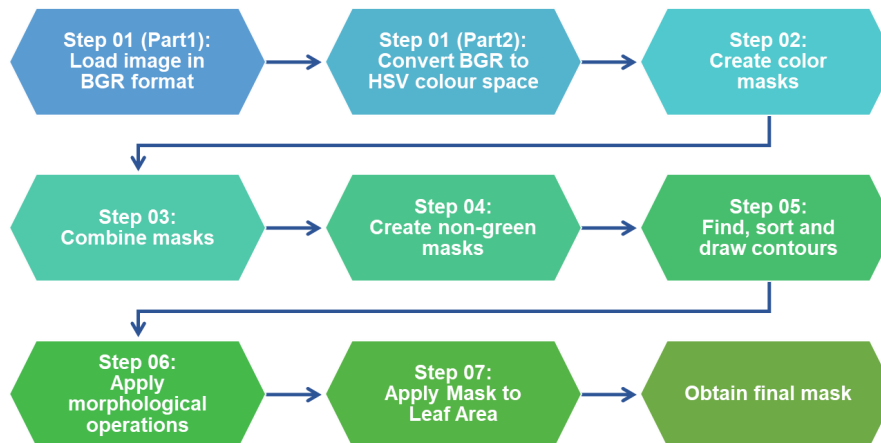 Step 01 (Part1):
Load image in
BGR format
Step 01 (Part2):
Convert BGR to
HSV colour space
Step 02:
Create color
masks
Step 03:
Combine masks
Step 04:
Create non-green
masks
Step 05:
Find, sort and
draw contours
Step 06:
Apply
morphological
operations
Step 07:
Apply Mask to
Leaf Area
Obtain final mask